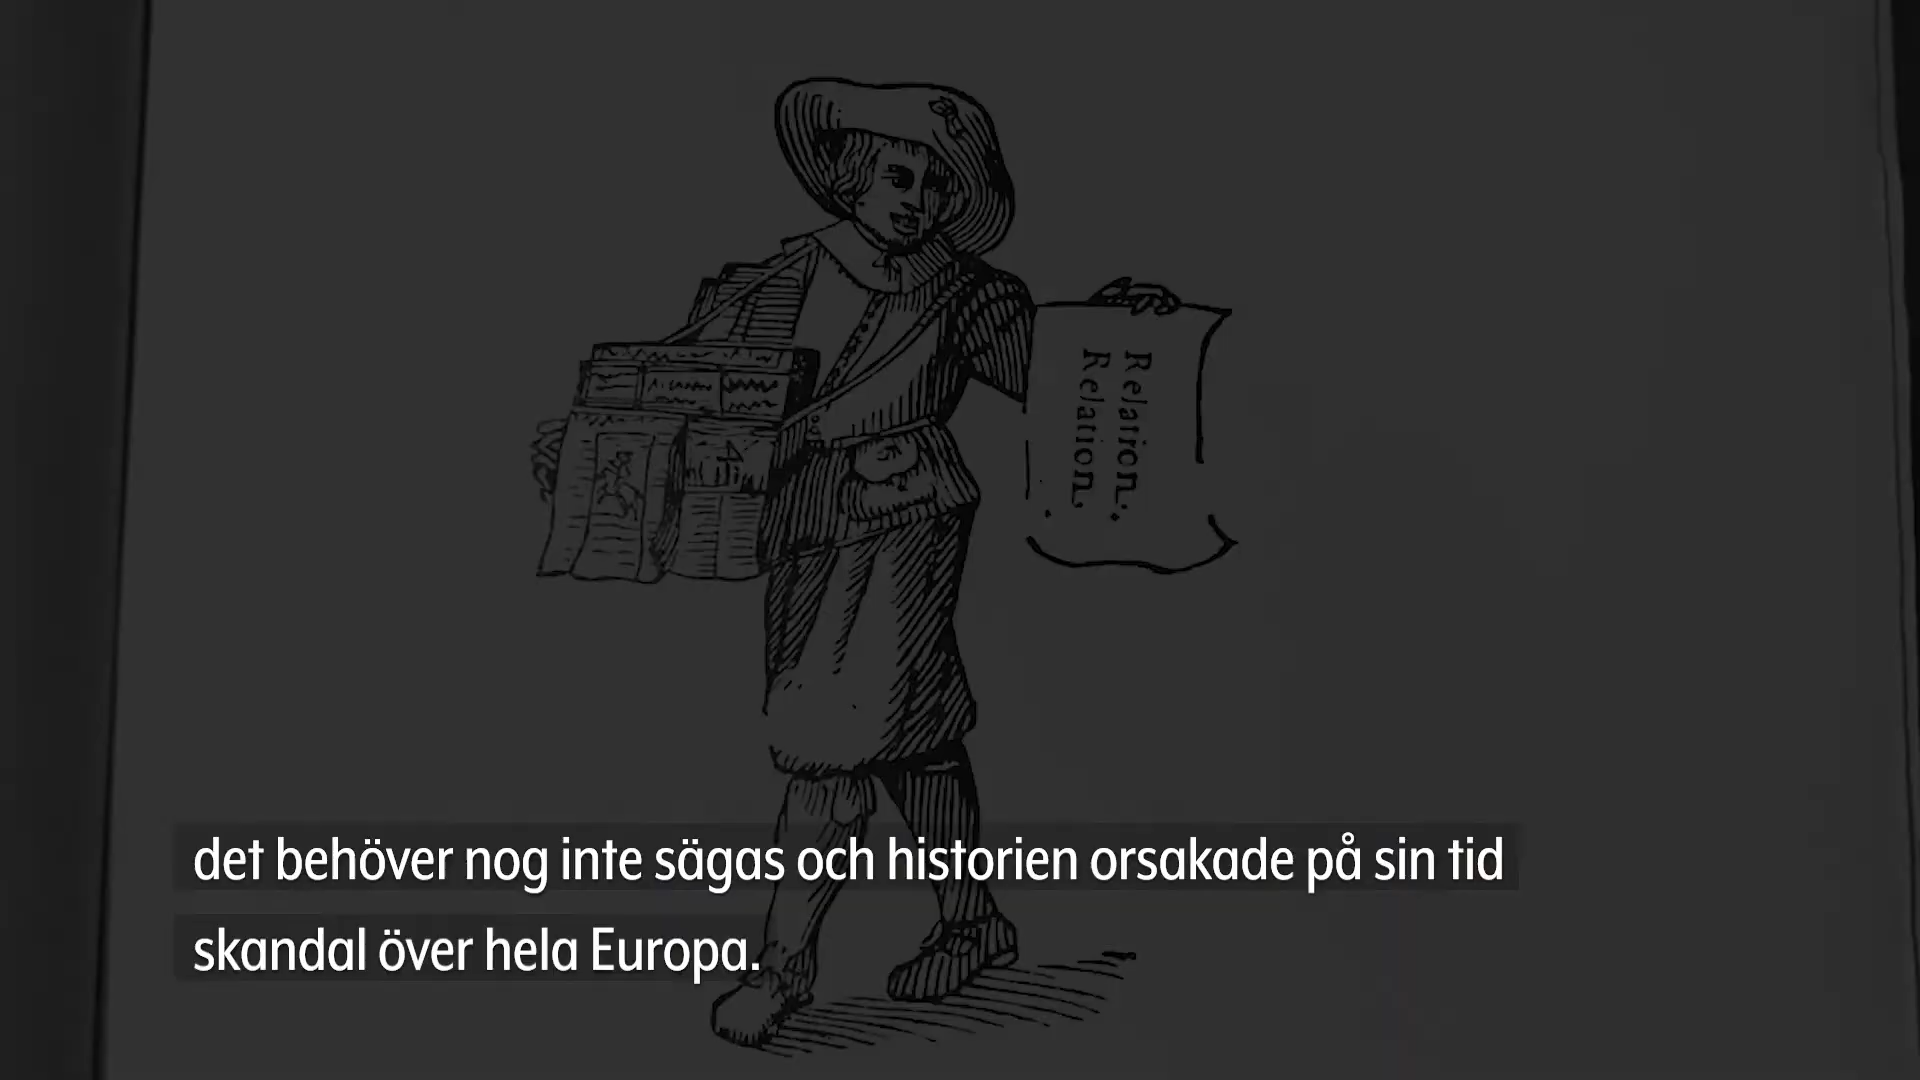 Relation.
Relation.
det behöver nog inte sägas och historien orsakade på sin tid
skandal över hela Europa.